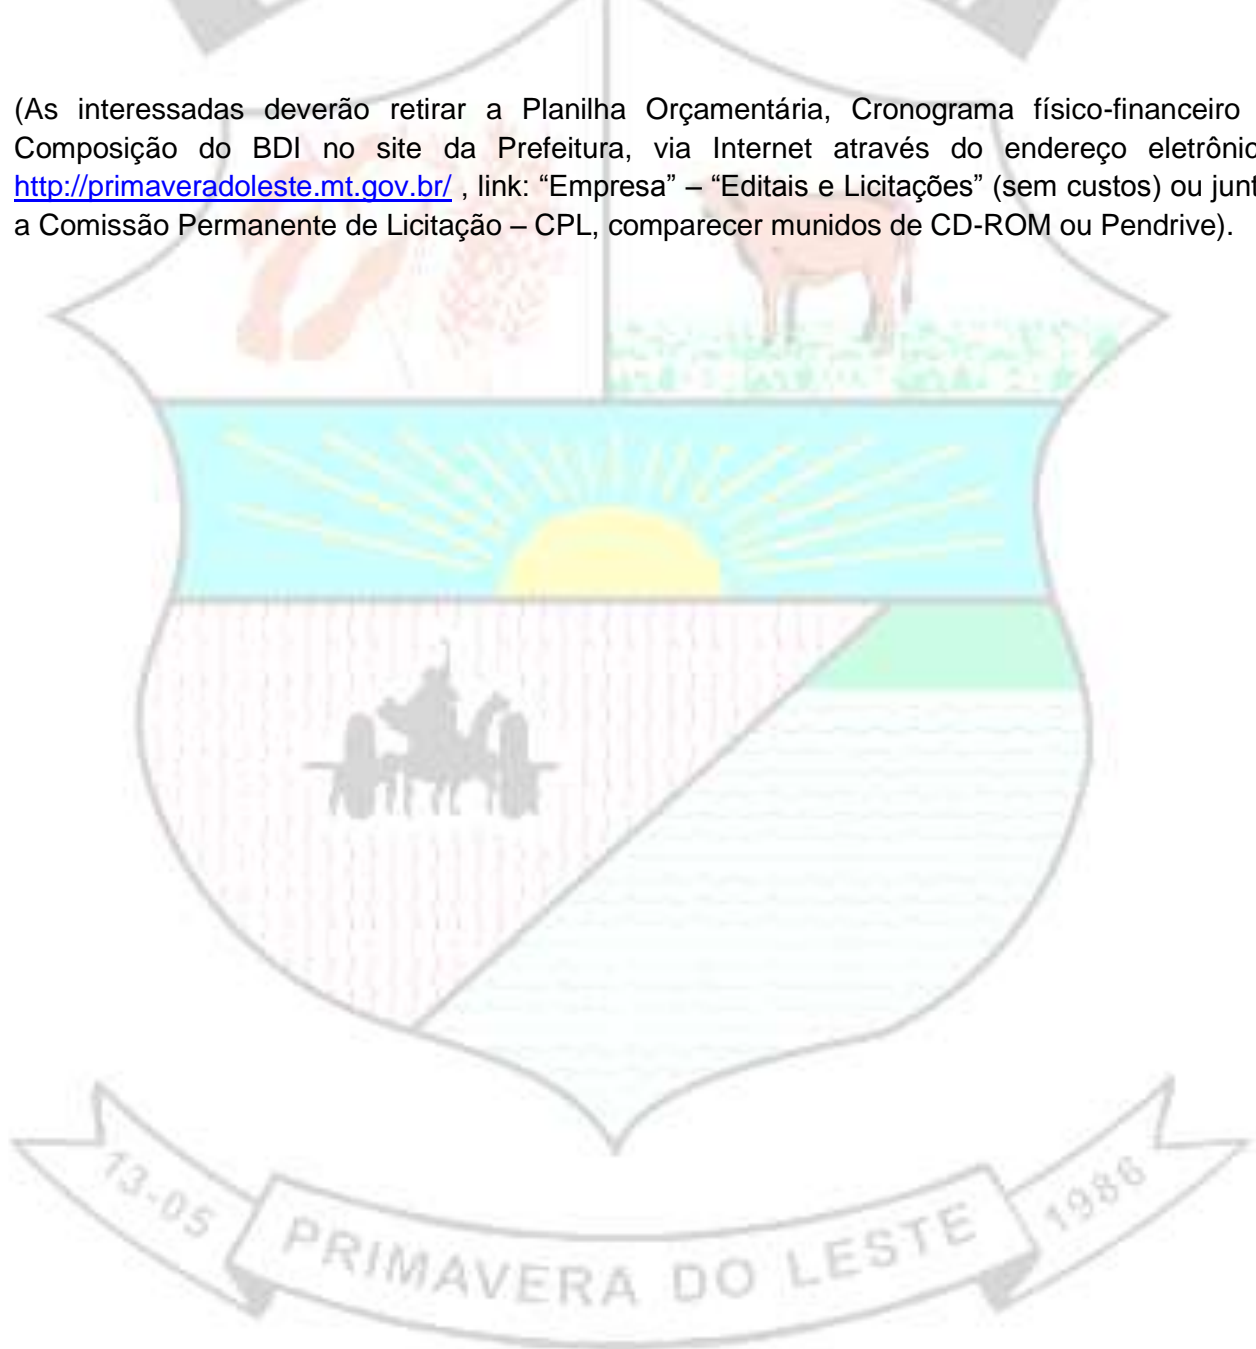 (As interessadas deverão retirar a Planilha Orçamentária, Cronograma físico-financeiro
Composição do BDI no site da Prefeitura, via Internet através do endereço eletrônic
http://primaveradoleste.mt.gov.br/ , link: “Empresa” – “Editais e Licitações” (sem custos) ou junt
a Comissão Permanente de Licitação – CPL, comparecer munidos de CD-ROM ou Pendrive).
13-05 PRIMAVERA DO LESTE 1986